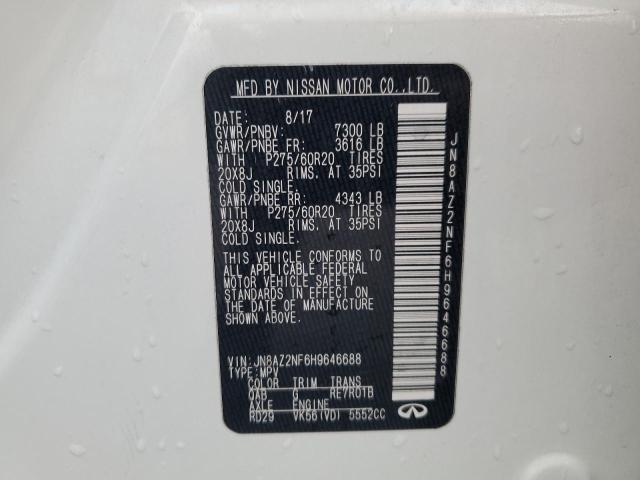 MFD BY NISSAN MOTOR CO.,LTD.
DATE: 8/17
GVWR/PNBV: 7300 LB
GAWR/PNBE FR: 3616 LB
WITH P275/60R20 TIRES
20X8J RIMS. AT 35PSI
COLD SINGLE.
GAWR/PNBE RR: 4343 LB
WITH P275/60R20 TIRES
20X8J RIMS. AT 35PSI
COLD SINGLE.
THIS VEHICLE CONFORMS TO
ALL APPLICABLE FEDERAL
MOTOR VEHICLE SAFETY
STANDARDS IN EFFECT ON
THE DATE OF MANUFACTURE
SHOWN ABOVE.
VIN: JN8AZ2NF6H9646688
TYPE: MPV
COLOR TRIM TRANS
QAB G RE7R01B
AXLE ENGINE
RD29 VK56(VD) 5552CC
JN8AZ2NF6H9646688